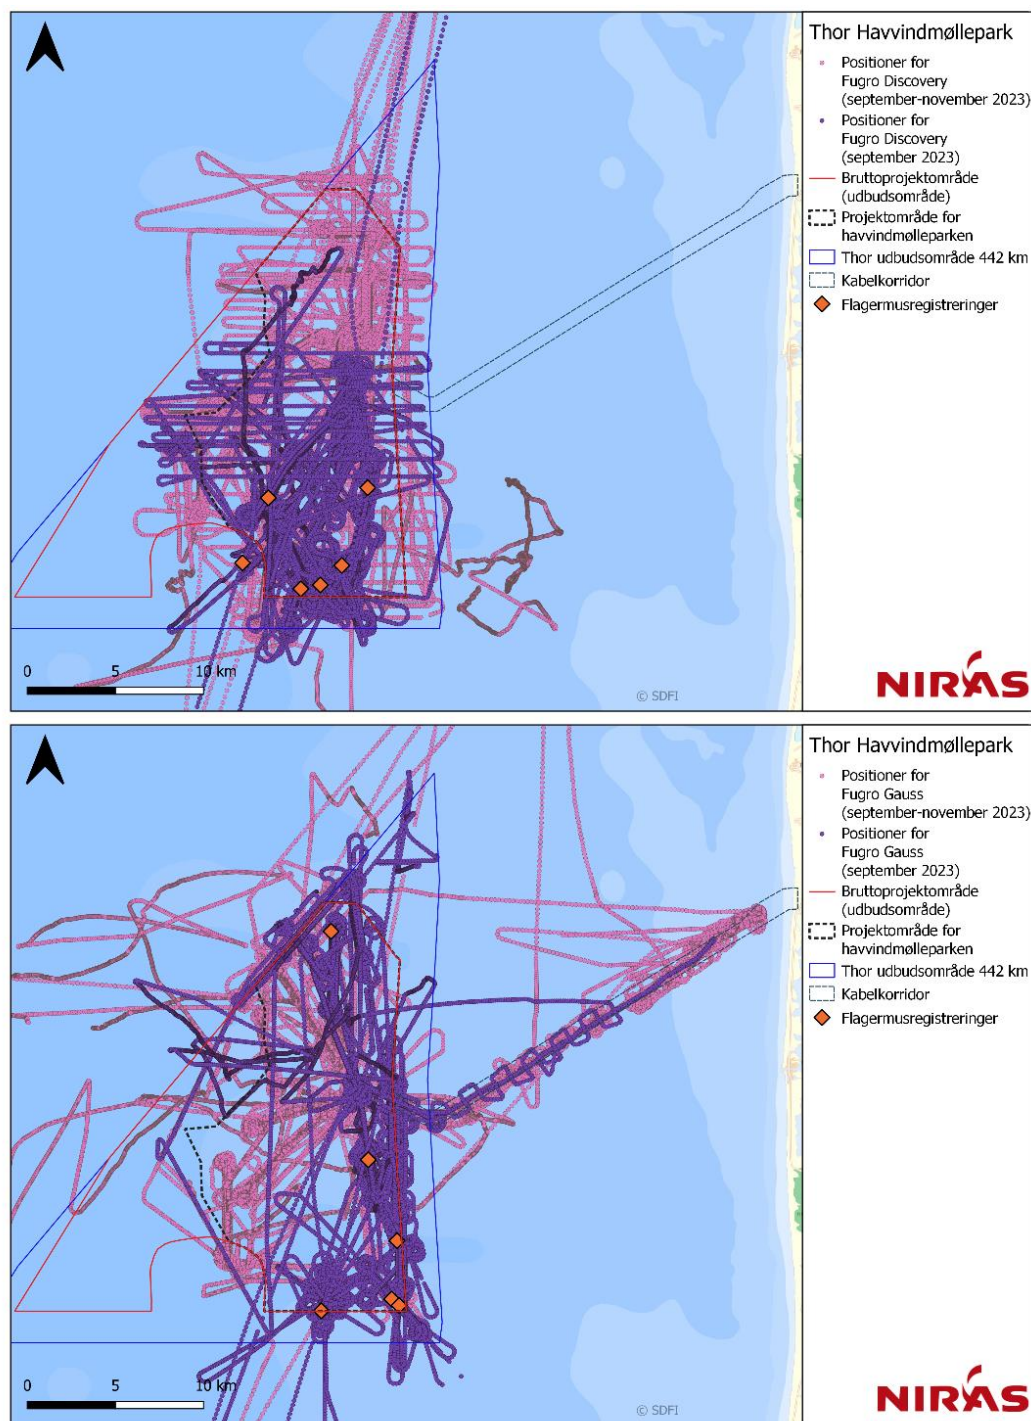 Thor Havvindmøllepark
Positioner for
Fugro Discovery
(september-november 2023)
Positioner for
Fugro Discovery
(september 2023)
Bruttoprojektområde
(udbudsområde)
Projektområde for
havvindmølleparken
Thor udbudsområde 442 km
Kabelkorridor
Flagermusregistreringer
0 5 10 km
© SDFI
NIRAS
Thor Havvindmøllepark
Positioner for
Fugro Gauss
(september-november 2023)
Positioner for
Fugro Gauss
(september 2023)
Bruttoprojektområde
(udbudsområde)
Projektområde for
havvindmølleparken
Thor udbudsområde 442 km
Kabelkorridor
Flagermusregistreringer
0 5 10 km
© SDFI
NIRAS